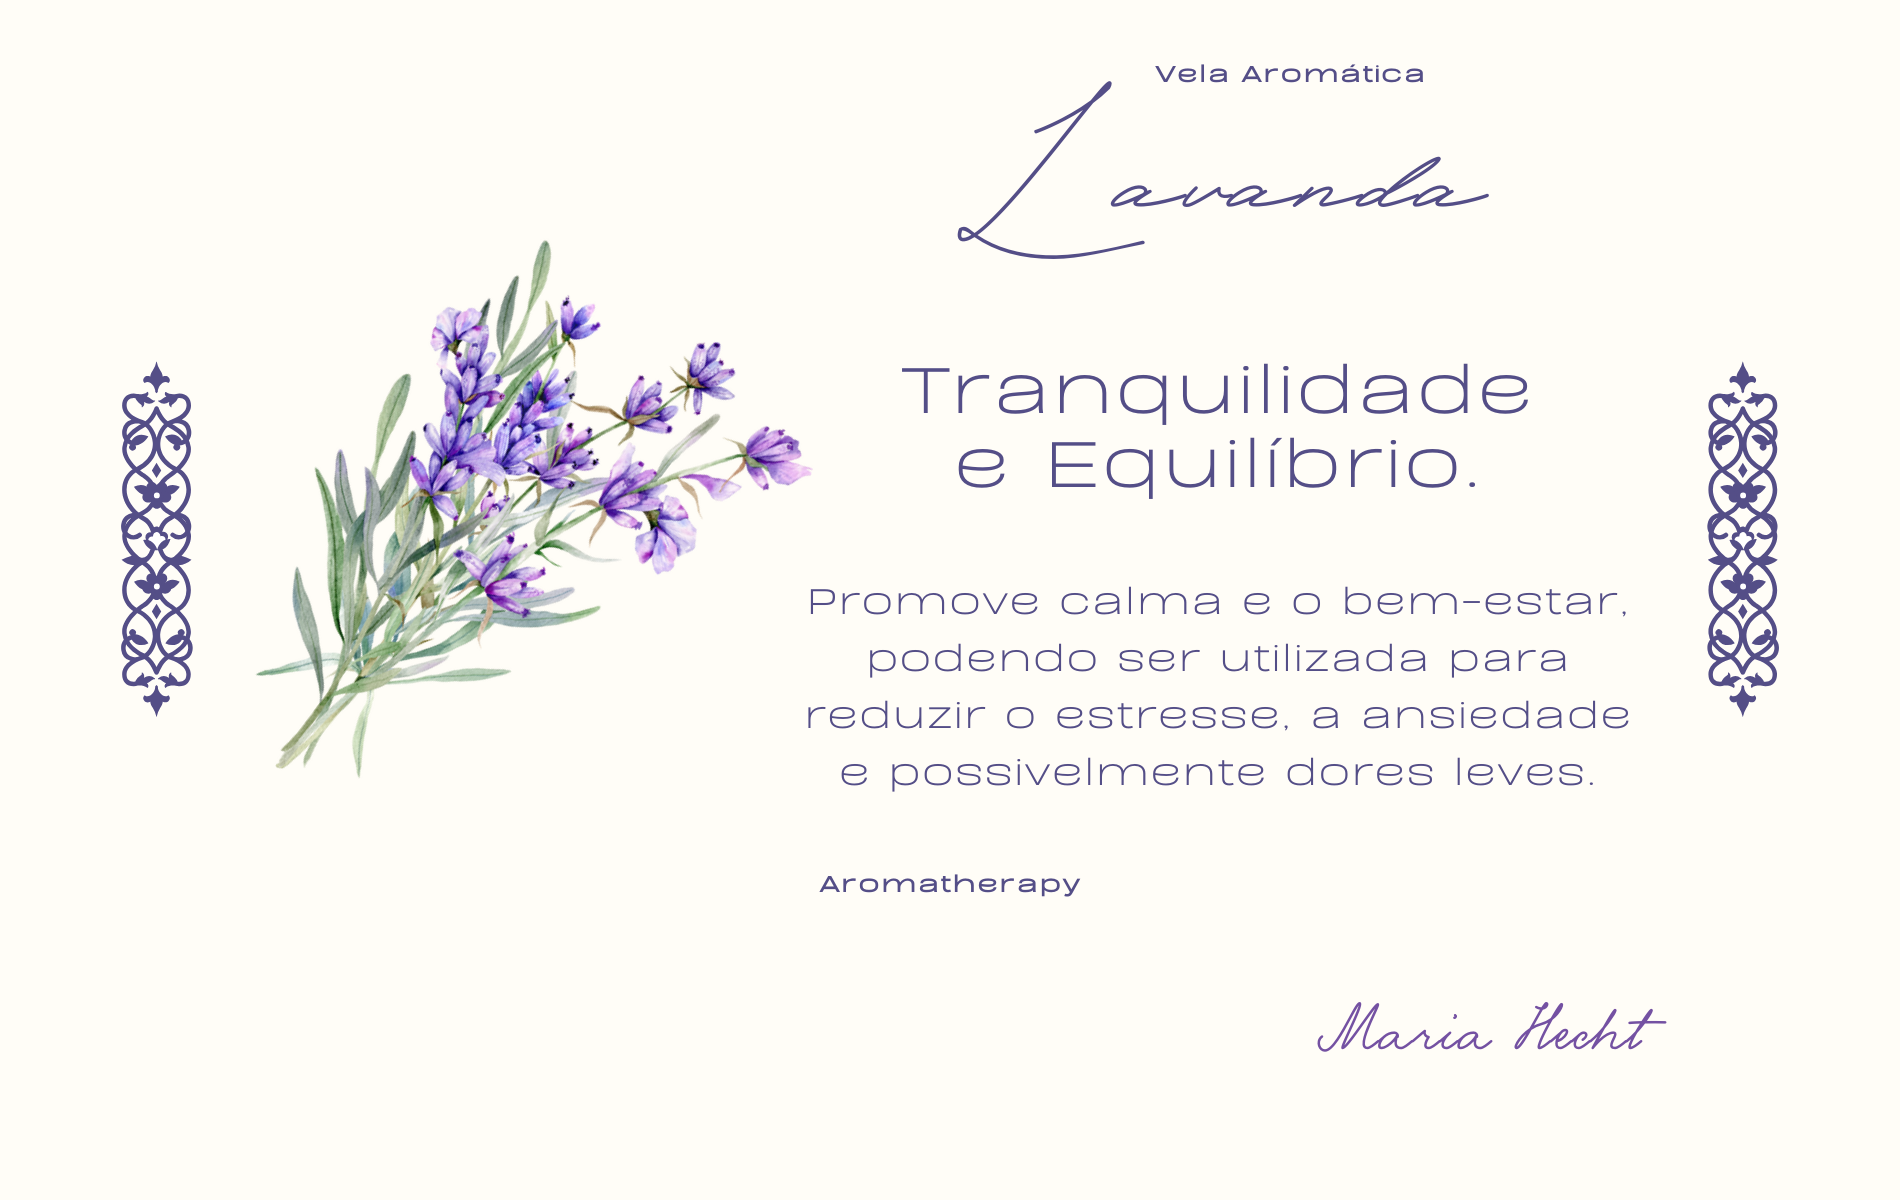 Vela Aromática
Lavanda
Tranquilidade
e Equilíbrio.
Promove calma e o bem-estar,
podendo ser utilizada para
reduzir o estresse, a ansiedade
e possivelmente dores leves.
Aromatherapy
Maria Hecht